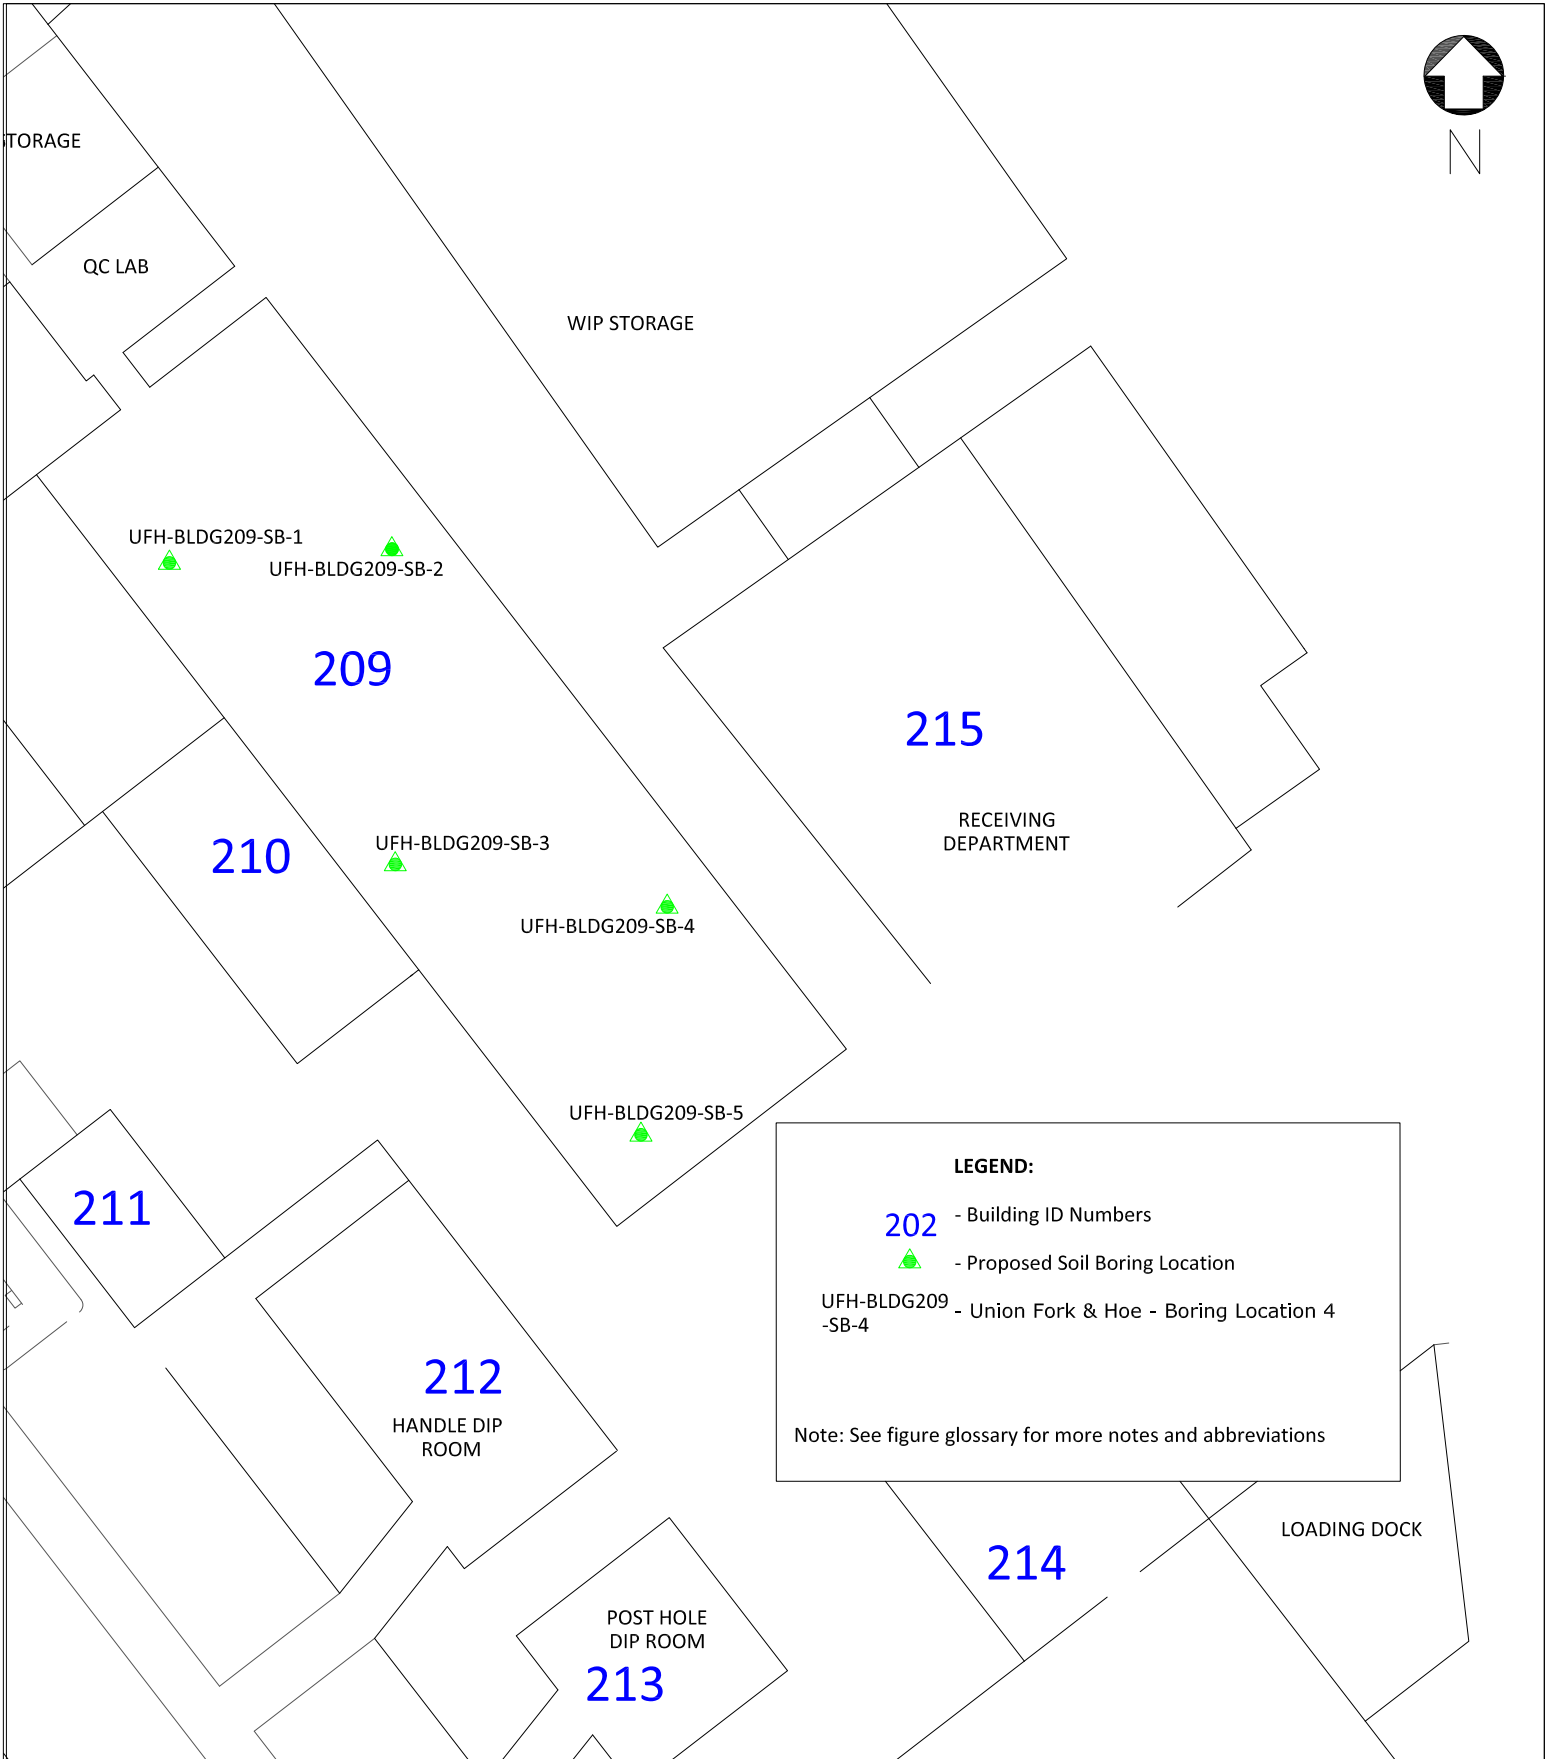 N
STORAGE
QC LAB
WIP STORAGE
UFH-BLDG209-SB-1
UFH-BLDG209-SB-2
209
215
RECEIVING
DEPARTMENT
UFH-BLDG209-SB-3
210
UFH-BLDG209-SB-4
UFH-BLDG209-SB-5
211
LEGEND:
202 - Building ID Numbers
- Proposed Soil Boring Location
UFH-BLDG209
-SB-4
- Union Fork & Hoe - Boring Location 4
Note: See figure glossary for more notes and abbreviations
212
HANDLE DIP
ROOM
LOADING DOCK
214
POST HOLE
DIP ROOM
213